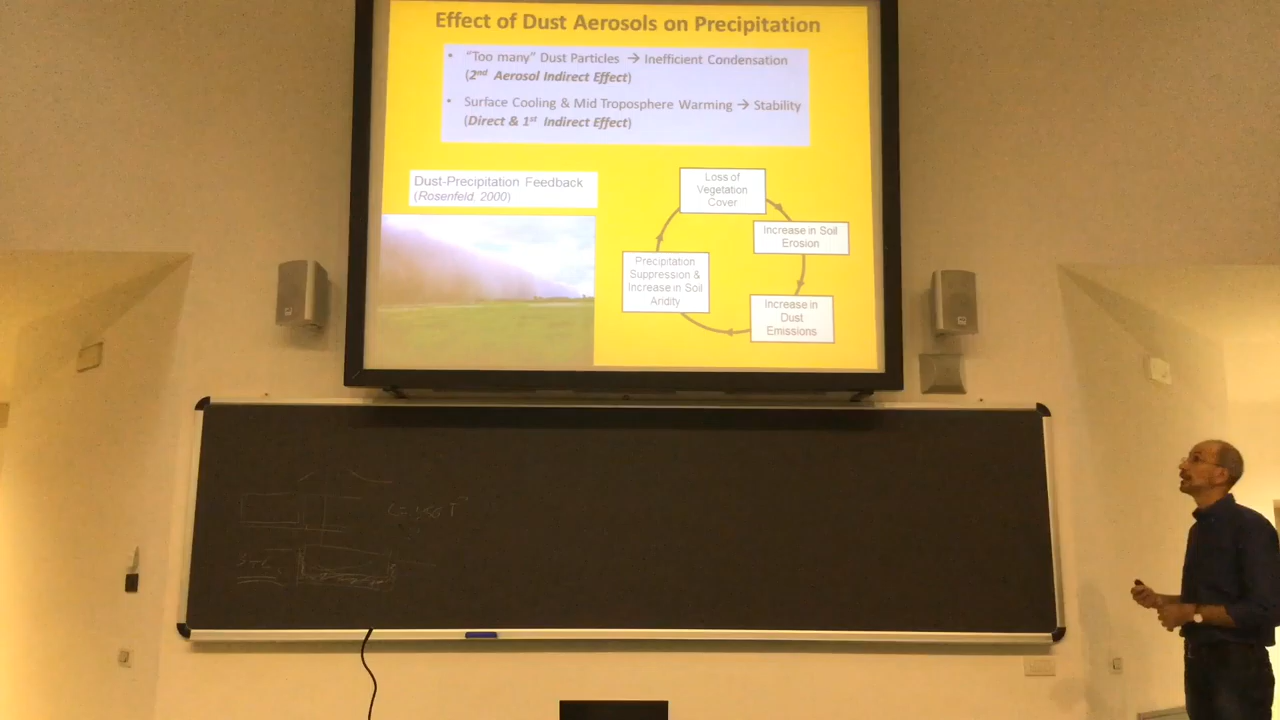 Effect of Dust Aerosols on Precipitation
• "Too many" Dust Particles → Inefficient Condensation
(2nd Aerosol Indirect Effect)
• Surface Cooling & Mid Troposphere Warming → Stability
(Direct & 1st Indirect Effect)
Dust-Precipitation Feedback
(Rosenfeld, 2000)
Loss of
Vegetation
Cover
Increase in Soil
Erosion
Increase in
Dust
Emissions
Precipitation
Suppression &
Increase in Soil
Aridity